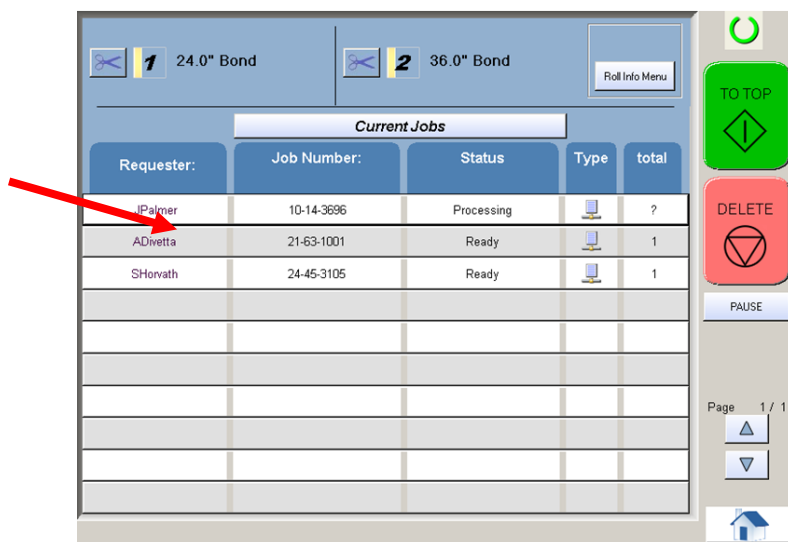 1 24.0" Bond 2 36.0" Bond
Roll Info Menu
TO TOP
Current Jobs
Requester: Job Number: Status Type total
JPalmer 10-14-3696 Processing ?
DELETE
ADivetta 21-63-1001 Ready 1
SHorvath 24-45-3105 Ready 1
PAUSE
Page 1 / 1